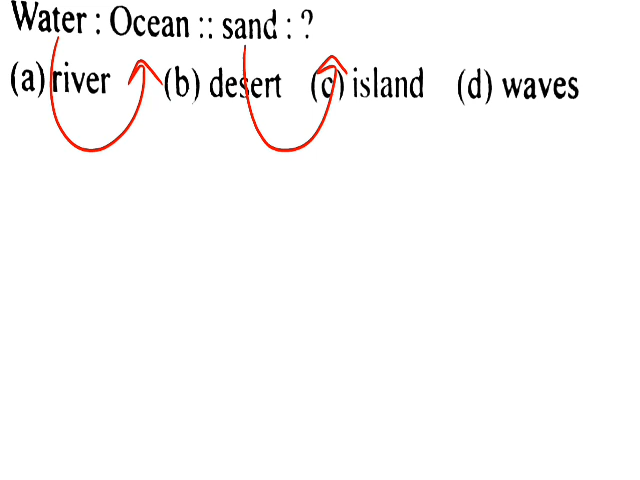 Water : Ocean :: sand : ?
(a) river (b) desert (c) island (d) waves